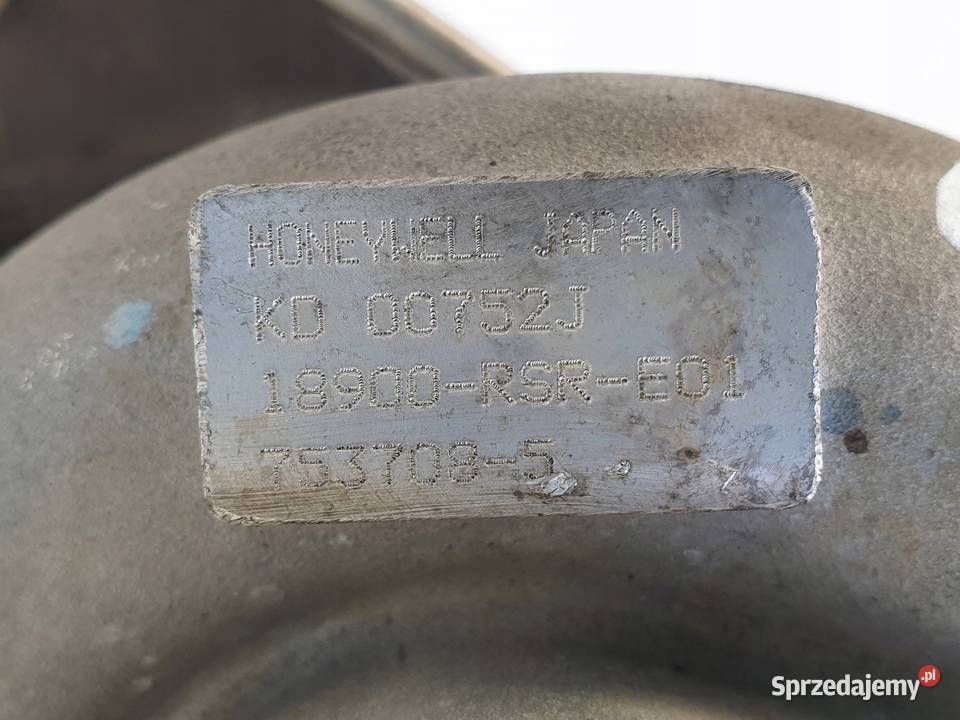 HONEYWELL JAPAN
KD 00752J
18900-RSR-E01
753708-5
Sprzedajemy.pl